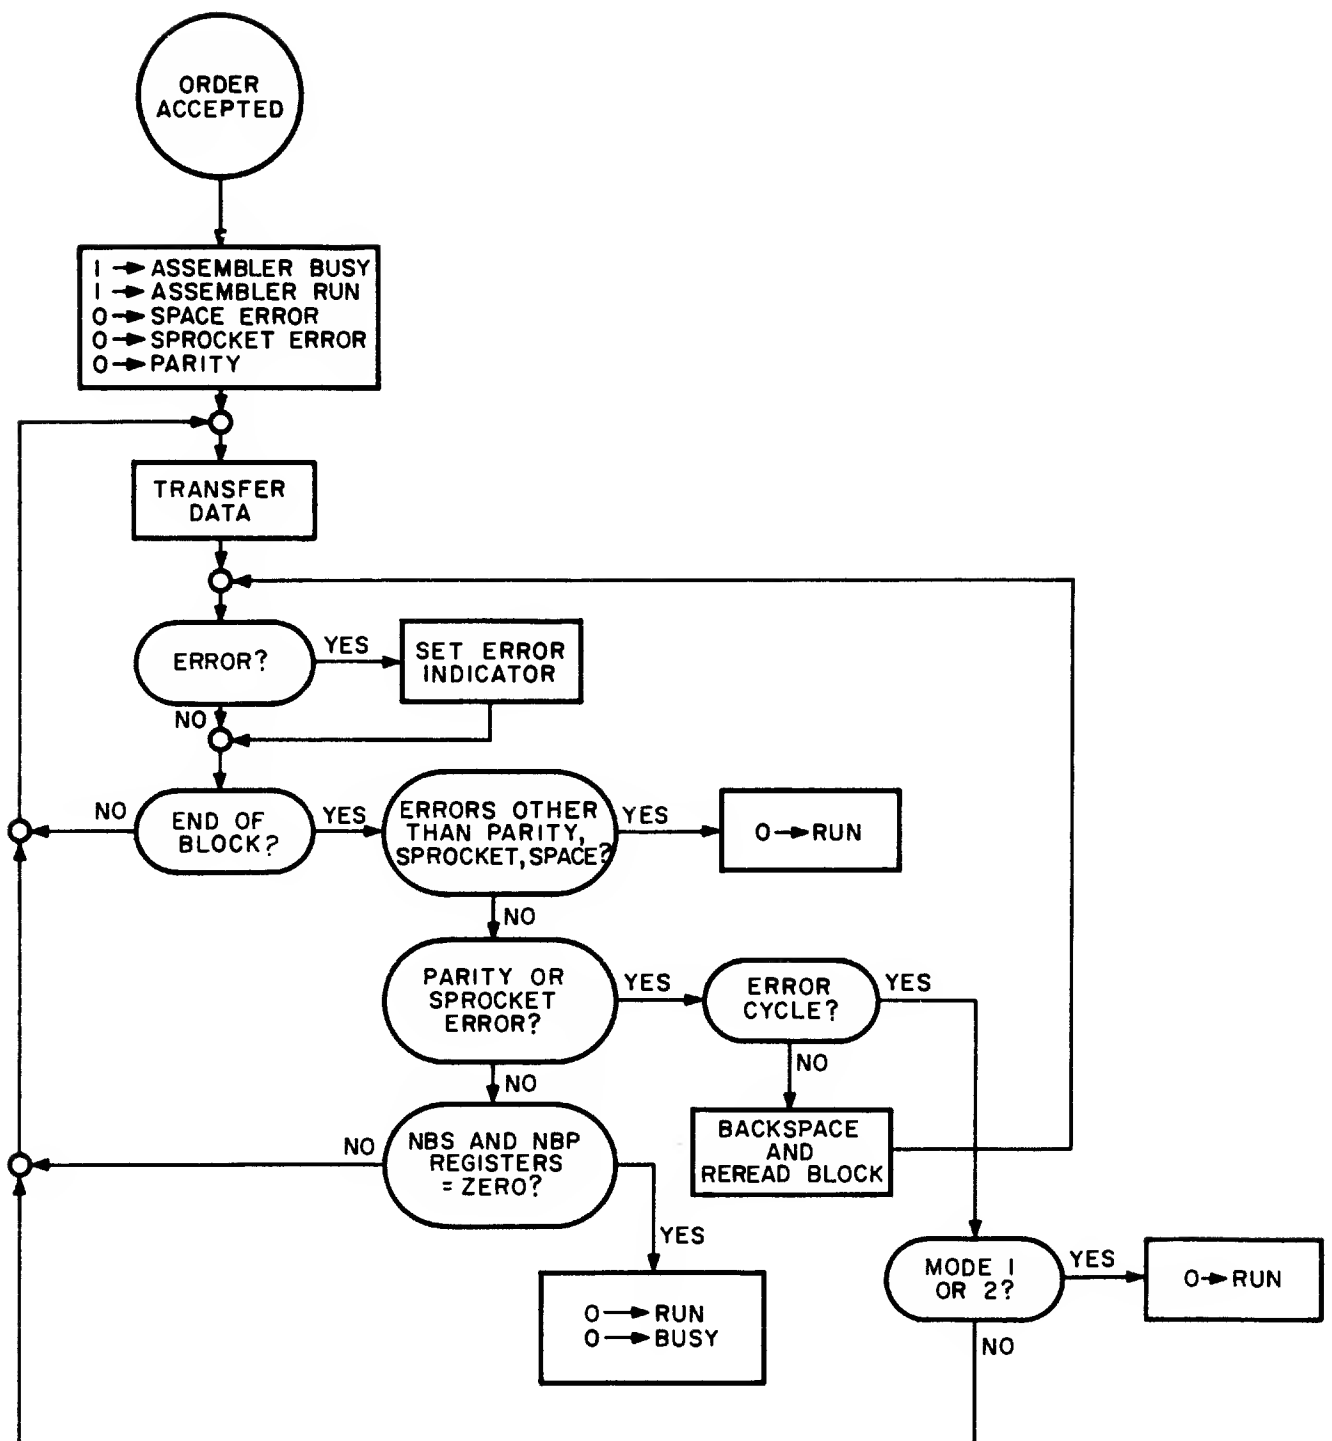 ORDER
ACCEPTED
1 → ASSEMBLER BUSY
1 → ASSEMBLER RUN
0 → SPACE ERROR
0 → SPROCKET ERROR
0 → PARITY
TRANSFER
DATA
ERROR?
YES
SET ERROR
INDICATOR
NO
END OF
BLOCK?
NO
YES
ERRORS OTHER
THAN PARITY,
SPROCKET, SPACE?
YES
0 → RUN
NO
PARITY OR
SPROCKET
ERROR?
YES
ERROR
CYCLE?
YES
NO
BACKSPACE
AND
REREAD BLOCK
NO
NBS AND NBP
REGISTERS
= ZERO?
NO
YES
0 → RUN
0 → BUSY
MODE 1
OR 2?
YES
0 → RUN
NO